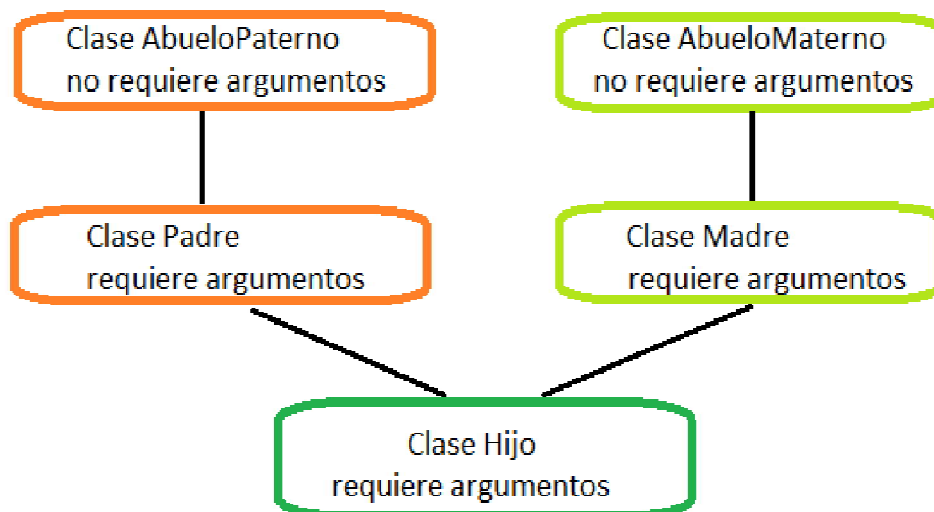 Clase AbueloPaterno
no requiere argumentos
Clase AbueloMaterno
no requiere argumentos
Clase Padre
requiere argumentos
Clase Madre
requiere argumentos
Clase Hijo
requiere argumentos